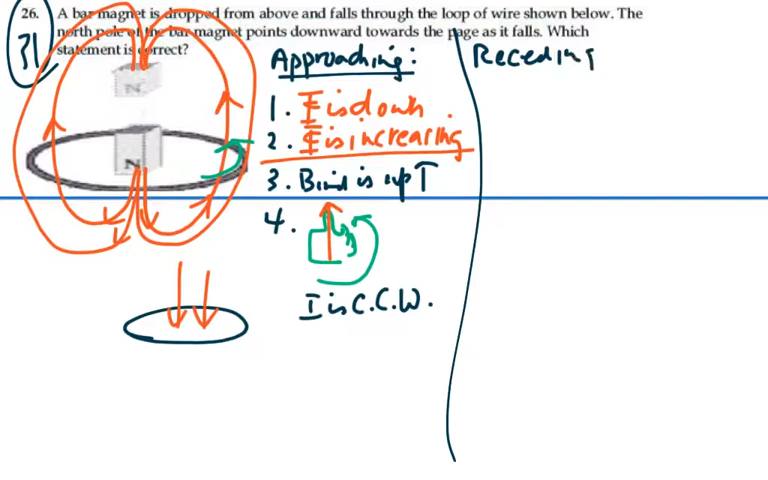 26. A bar magnet is dropped from above and falls through the loop of wire shown below. The
north pole of the bar magnet points downward towards the page as it falls. Which
statement is correct?
31
Approaching:
Receding
1. Φ is down.
2. Φ is increasing
3. Bind is up ↑
4.
I is C.C.W.
N
N